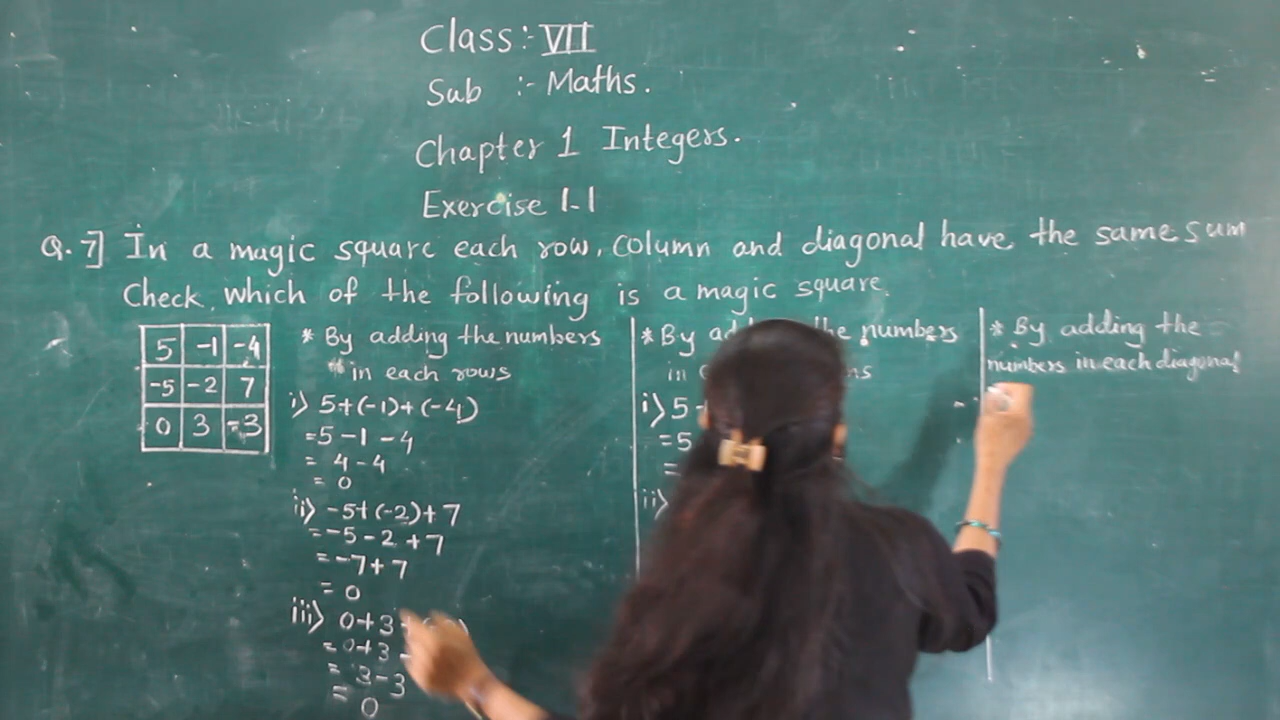 Class :- VII
Sub :- Maths.
Chapter 1 Integers.
Exercise 1.1
Q. 7] In a magic square each row, column and diagonal have the same sum
Check which of the following is a magic square.
5 -1 -4
-5 -2 7
0 3 -3
* By adding the numbers
in each rows
i) 5+(-1)+(-4)
=5-1-4
= 4-4
= 0
ii) -5+(-2)+7
=-5-2+7
=-7+7
= 0
iii) 0+3
= 0+3
= 3-3
= 0
* By the numbers
in
i) 5
=5
=
ii)
* By adding the
numbers in each diagonal